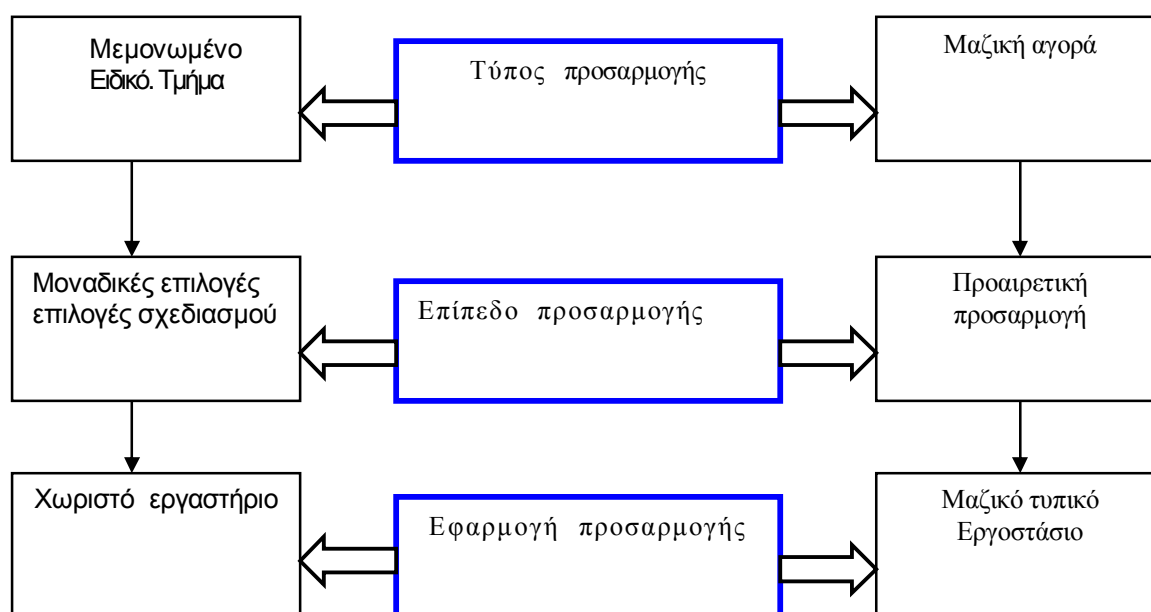 Μεμονωμένο
Ειδικό. Τμήμα
Τύπος προσαρμογής
Μαζική αγορά
Μοναδικές επιλογές
επιλογές σχεδιασμού
Επίπεδο προσαρμογής
Προαιρετική
προσαρμογή
Χωριστό εργαστήριο
Εφαρμογή προσαρμογής
Μαζικό τυπικό
Εργοστάσιο